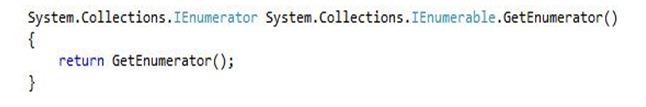 System.Collections.IEnumerator System.Collections.IEnumerable.GetEnumerator()
{
    return GetEnumerator();
}